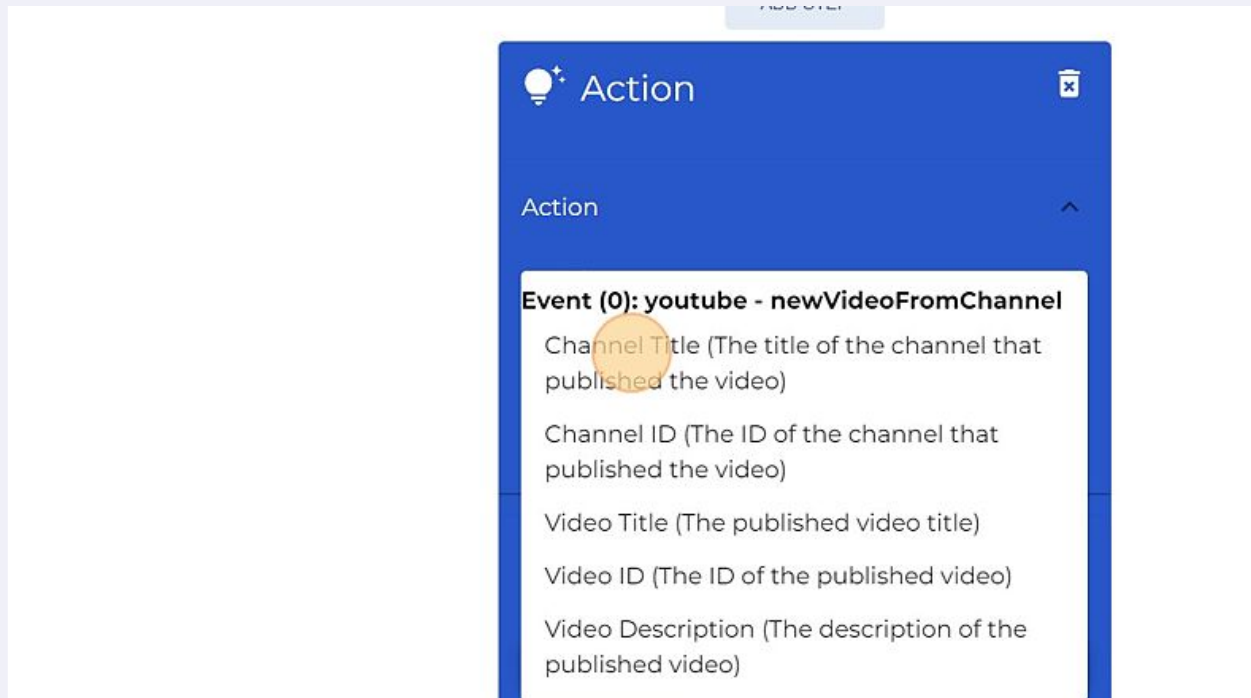 ADD STEP
Action
Action
Event (0): youtube - newVideoFromChannel
Channel Title (The title of the channel that
published the video)
Channel ID (The ID of the channel that
published the video)
Video Title (The published video title)
Video ID (The ID of the published video)
Video Description (The description of the
published video)